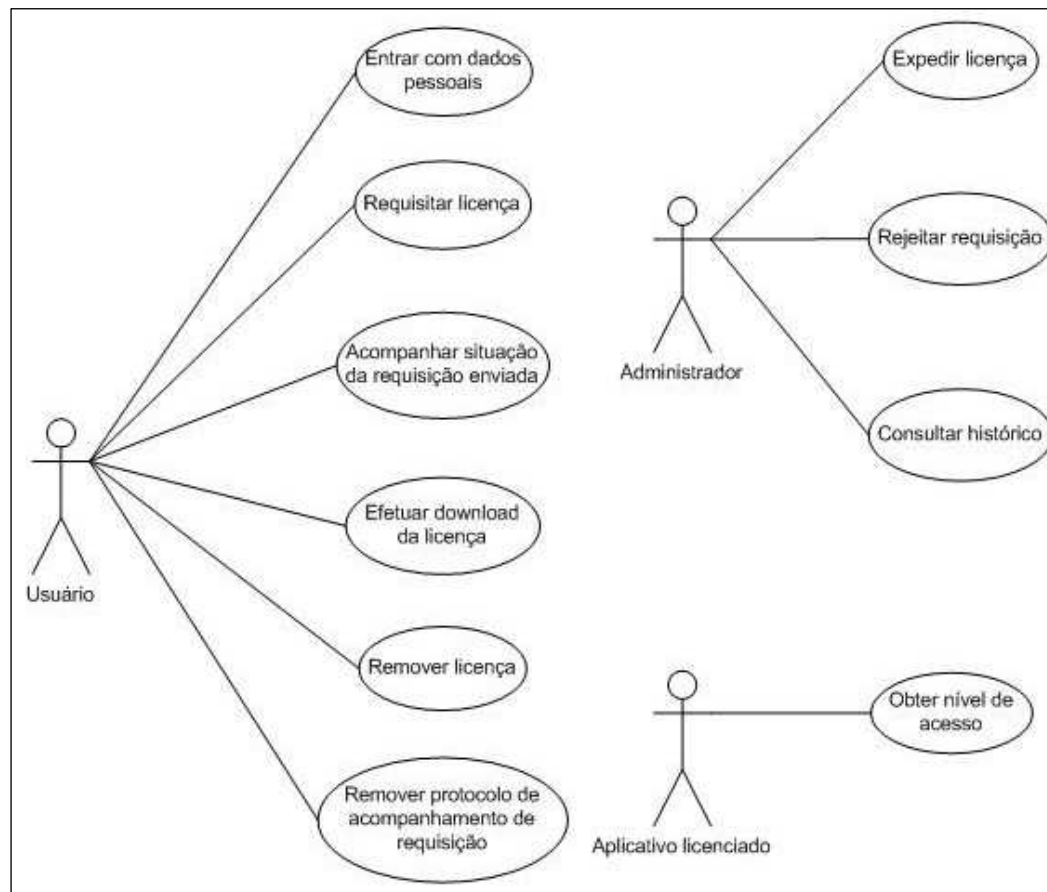 Entrar com dados
pessoais
Requisitar licença
Acompanhar situação
da requisição enviada
Efetuar download
da licença
Remover licença
Remover protocolo de
acompanhamento de
requisição
Usuário
Expedir licença
Rejeitar requisição
Consultar histórico
Administrador
Obter nível de
acesso
Aplicativo licenciado